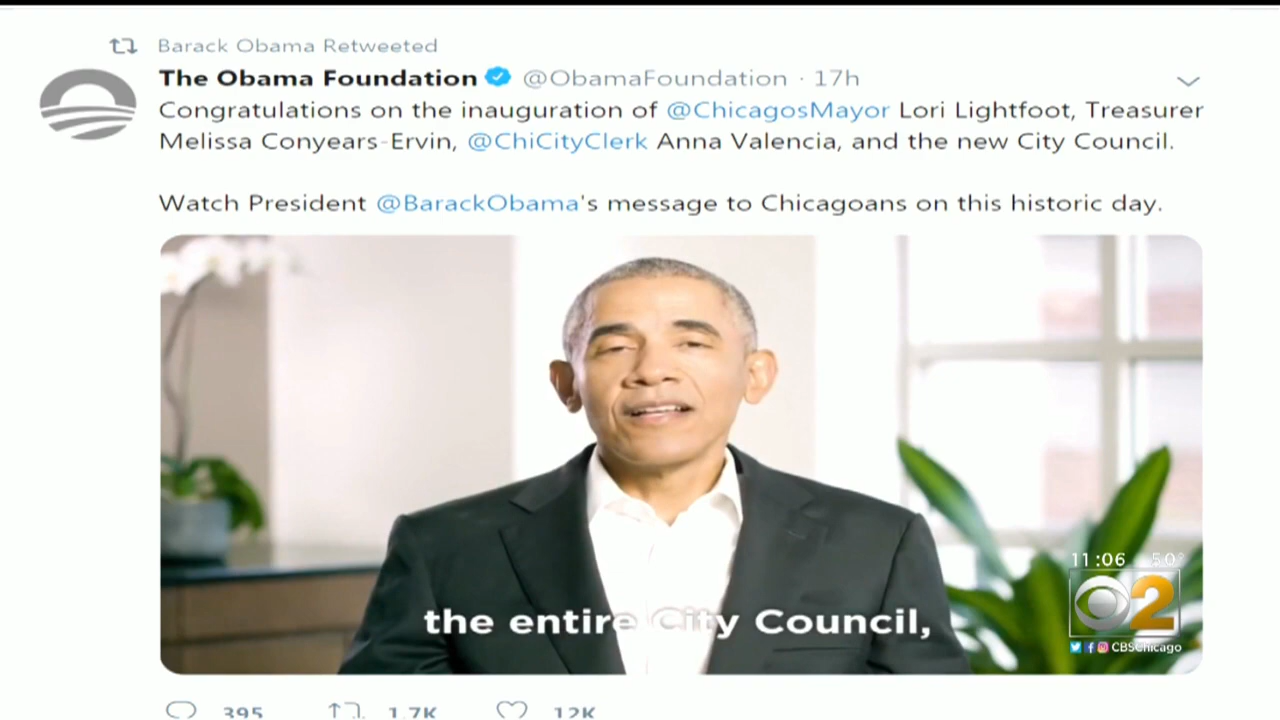 Barack Obama Retweeted
The Obama Foundation @ObamaFoundation · 17h
Congratulations on the inauguration of @ChicagosMayor Lori Lightfoot, Treasurer
Melissa Conyears-Ervin, @ChiCityClerk Anna Valencia, and the new City Council.
Watch President @BarackObama's message to Chicagoans on this historic day.
the entire City Council,
11:06 50°
2
CBSChicago
395 1.7K 12K